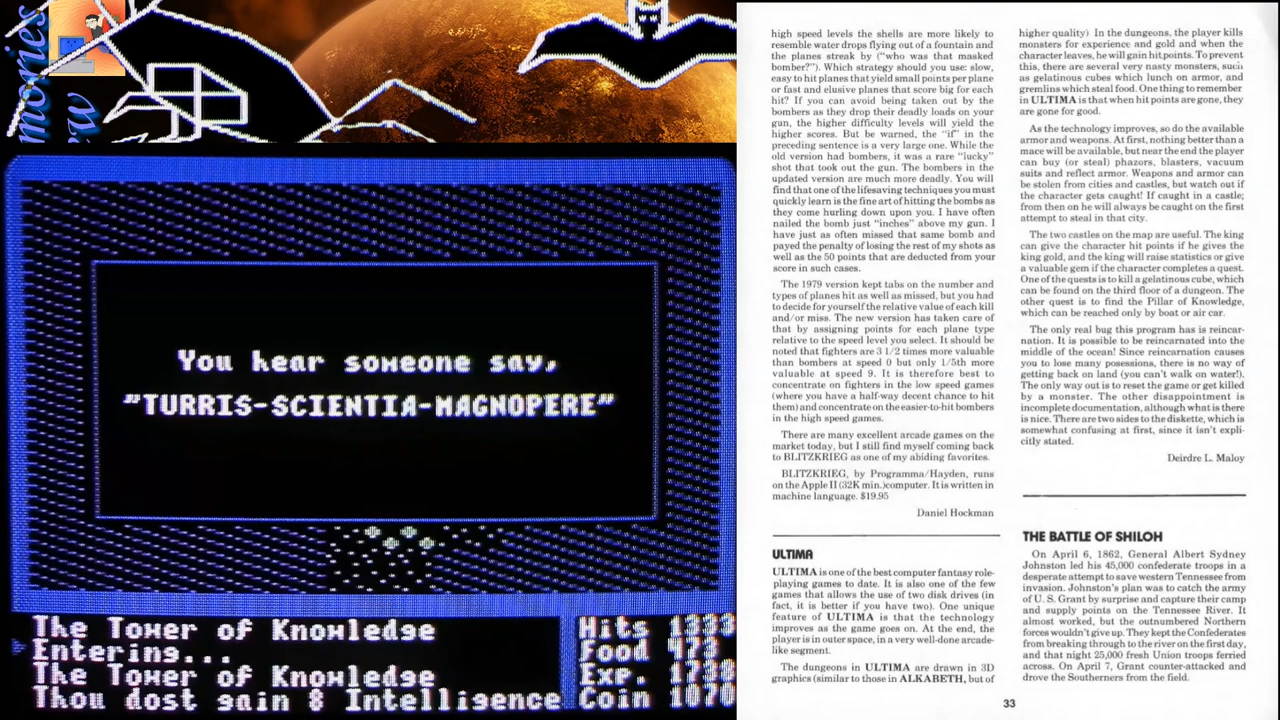 monies
ew
You hear someone say,
"TURRIS-SCIENTIA-MAGNOPERE"
The Tower of Knowledge
Entering...
The Tower of Knowledge
Thou dost gain 8 Intelligence
Hits 1333
Food 973
Exp. 1730
Coin 1070
high speed levels the shells are more likely to
resemble water drops flying out of a fountain and
the planes streak by ("who was that masked
bomber?"). Which strategy should you use: slow,
easy to hit planes that yield small points per plane
or fast and elusive planes that score big for each
hit? If you can avoid being taken out by the
bombers as they drop their deadly loads on your
gun, the higher difficulty levels will yield the
higher scores. But be warned, the "if" in the
preceding sentence is a very large one. While the
old version had bombers, it was a rare "lucky"
shot that took out the gun. The bombers in the
updated version are much more deadly. You will
find that one of the lifesaving techniques you must
quickly learn is the fine art of hitting the bombs as
they come hurling down upon you. I have often
nailed the bomb just "inches" above my gun. I
have just as often missed that same bomb and
payed the penalty of losing the rest of my shots as
well as the 50 points that are deducted from your
score in such cases.
The 1979 version kept tabs on the number and
types of planes hit as well as missed, but you had
to decide for yourself the relative value of each kill
and/or miss. The new version has taken care of
that by assigning points for each plane type
relative to the speed level you select. It should be
noted that fighters are 3 1/2 times more valuable
than bombers at speed 0 but only 1/5th more
valuable at speed 9. It is therefore best to
concentrate on fighters in the low speed games
(where you have a half-way decent chance to hit
them) and concentrate on the easier-to-hit bombers
in the high speed games.
There are many excellent arcade games on the
market today, but I still find myself coming back
to BLITZKRIEG as one of my abiding favorites.
BLITZKRIEG, by Programma/Hayden, runs
on the Apple II (32K min.)computer. It is written in
machine language. $19.95
Daniel Hockman
ULTIMA
ULTIMA is one of the best computer fantasy role-
playing games to date. It is also one of the few
games that allows the use of two disk drives (in
fact, it is better if you have two). One unique
feature of ULTIMA is that the technology
improves as the game goes on. At the end, the
player is in outer space, in a very well-done arcade-
like segment.
The dungeons in ULTIMA are drawn in 3D
graphics (similar to those in ALKABETH, but of
higher quality) In the dungeons, the player kills
monsters for experience and gold and when the
character leaves, he will gain hitpoints. To prevent
this, there are several very nasty monsters, such
as gelatinous cubes which lunch on armor, and
gremlins which steal food. One thing to remember
in ULTIMA is that when hit points are gone, they
are gone for good.
As the technology improves, so do the available
armor and weapons. At first, nothing better than a
mace will be available, but near the end the player
can buy (or steal) phazors, blasters, vacuum
suits and reflect armor. Weapons and armor can
be stolen from cities and castles, but watch out if
the character gets caught! If caught in a castle;
from then on he will always be caught on the first
attempt to steal in that city.
The two castles on the map are useful. The king
can give the character hit points if he gives the
king gold, and the king will raise statistics or give
a valuable gem if the character completes a quest.
One of the quests is to kill a gelatinous cube, which
can be found on the third floor of a dungeon. The
other quest is to find the Pillar of Knowledge,
which can be reached only by boat or air car.
The only real bug this program has is reincar-
nation. It is possible to be reincarnated into the
middle of the ocean! Since reincarnation causes
you to lose many posessions, there is no way of
getting back on land (you can't walk on water!).
The only way out is to reset the game or get killed
by a monster. The other disappointment is
incomplete documentation, although what there is
is nice. There are two sides to the diskette, which is
somewhat confusing at first, since it isn't expli-
citly stated.
Deirdre L. Maloy
THE BATTLE OF SHILOH
On April 6, 1862, General Albert Sydney
Johnston led his 45,000 confederate troops in a
desperate attempt to save western Tennessee from
invasion. Johnston's plan was to catch the army
of U. S. Grant by surprise and capture their camp
and supply points on the Tennessee River. It
almost worked, but the outnumbered Northern
forces wouldn't give up. They kept the Confederates
from breaking through to the river on the first day,
and that night 25,000 fresh Union troops ferried
across. On April 7, Grant counter-attacked and
drove the Southerners from the field.
33